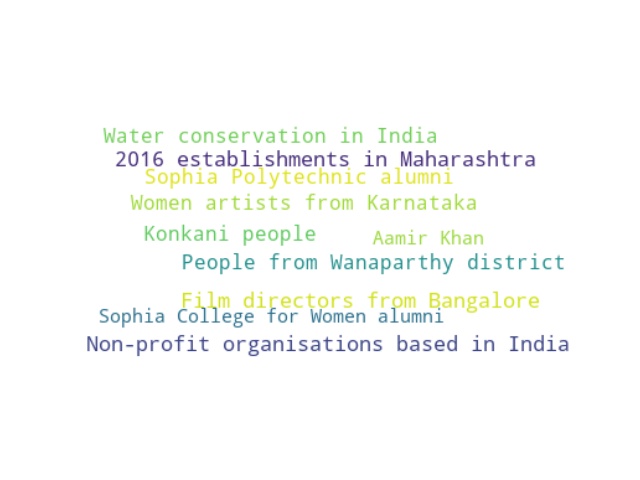 Water conservation in India
2016 establishments in Maharashtra
Sophia Polytechnic alumni
Women artists from Karnataka
Konkani people
Aamir Khan
People from Wanaparthy district
Film directors from Bangalore
Sophia College for Women alumni
Non-profit organisations based in India